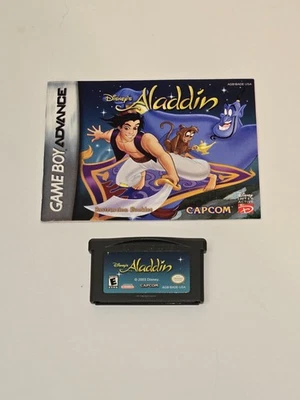 GAME BOY ADVANCE
Disney's
Aladdin
Instruction Booklet
CAPCOM
Disney's
Aladdin
© 2003 Disney
CAPCOM
E